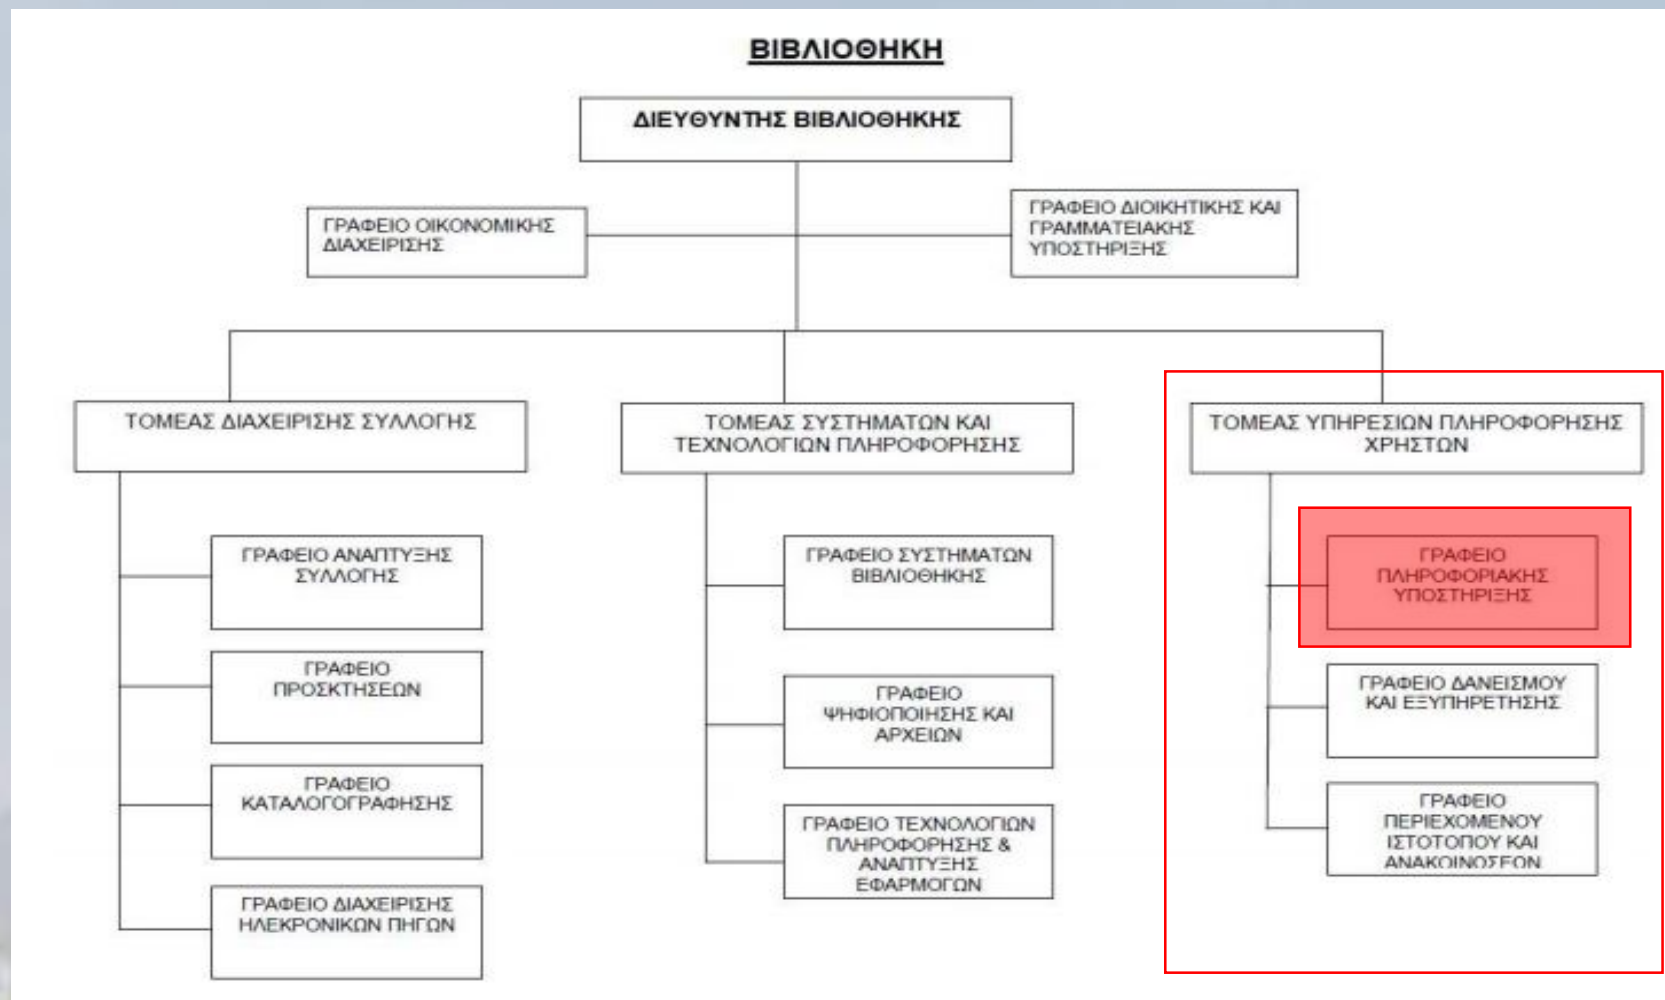 ΒΙΒΛΙΟΘΗΚΗ
ΔΙΕΥΘΥΝΤΗΣ ΒΙΒΛΙΟΘΗΚΗΣ
ΓΡΑΦΕΙΟ ΟΙΚΟΝΟΜΙΚΗΣ
ΔΙΑΧΕΙΡΙΣΗΣ
ΓΡΑΦΕΙΟ ΔΙΟΙΚΗΤΙΚΗΣ ΚΑΙ
ΓΡΑΜΜΑΤΕΙΑΚΗΣ
ΥΠΟΣΤΗΡΙΞΗΣ
ΤΟΜΕΑΣ ΔΙΑΧΕΙΡΙΣΗΣ ΣΥΛΛΟΓΗΣ
ΓΡΑΦΕΙΟ ΑΝΑΠΤΥΞΗΣ
ΣΥΛΛΟΓΗΣ
ΓΡΑΦΕΙΟ
ΠΡΟΣΚΤΗΣΕΩΝ
ΓΡΑΦΕΙΟ
ΚΑΤΑΛΟΓΟΓΡΑΦΗΣΗΣ
ΓΡΑΦΕΙΟ ΔΙΑΧΕΙΡΙΣΗΣ
ΗΛΕΚΡΟΝΙΚΩΝ ΠΗΓΩΝ
ΤΟΜΕΑΣ ΣΥΣΤΗΜΑΤΩΝ ΚΑΙ
ΤΕΧΝΟΛΟΓΙΩΝ ΠΛΗΡΟΦΟΡΗΣΗΣ
ΓΡΑΦΕΙΟ ΣΥΣΤΗΜΑΤΩΝ
ΒΙΒΛΙΟΘΗΚΗΣ
ΓΡΑΦΕΙΟ
ΨΗΦΙΟΠΟΙΗΣΗΣ ΚΑΙ
ΑΡΧΕΙΩΝ
ΓΡΑΦΕΙΟ ΤΕΧΝΟΛΟΓΙΩΝ
ΠΛΗΡΟΦΟΡΗΣΗΣ &
ΑΝΑΠΤΥΞΗΣ
ΕΦΑΡΜΟΓΩΝ
ΤΟΜΕΑΣ ΥΠΗΡΕΣΙΩΝ ΠΛΗΡΟΦΟΡΗΣΗΣ
ΧΡΗΣΤΩΝ
ΓΡΑΦΕΙΟ
ΠΛΗΡΟΦΟΡΙΑΚΗΣ
ΥΠΟΣΤΗΡΙΞΗΣ
ΓΡΑΦΕΙΟ ΔΑΝΕΙΣΜΟΥ
ΚΑΙ ΕΞΥΠΗΡΕΤΗΣΗΣ
ΓΡΑΦΕΙΟ
ΠΕΡΙΕΧΟΜΕΝΟΥ
ΙΣΤΟΤΟΠΟΥ ΚΑΙ
ΑΝΑΚΟΙΝΩΣΕΩΝ